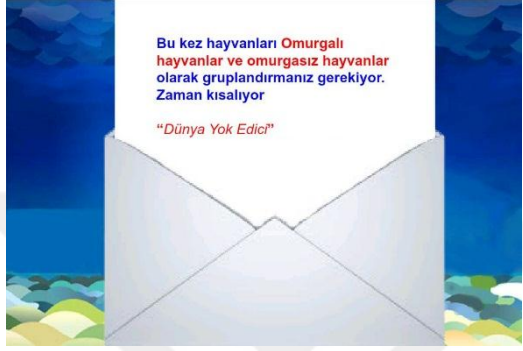 Bu kez hayvanları Omurgalı
hayvanlar ve omurgasız hayvanlar
olarak gruplandırmanız gerekiyor.
Zaman kısalıyor
“Dünya Yok Edici”